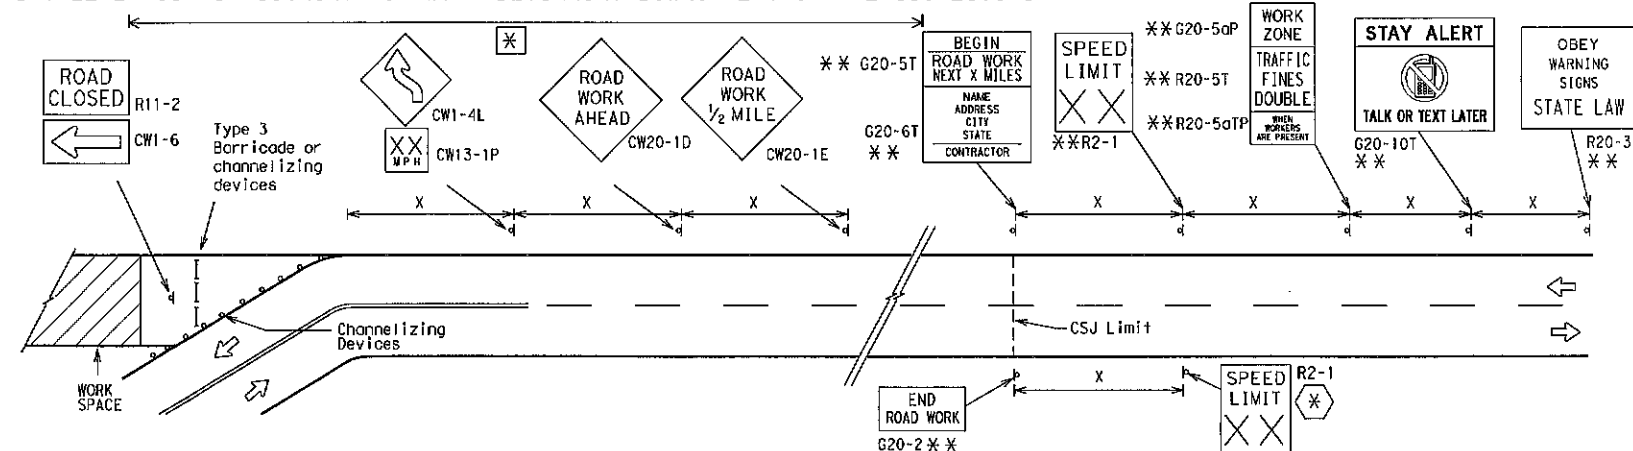 ROAD
CLOSED
R11-2
CW1-6
Type 3
Barricade or
channelizing
devices
*
CW1-4L
XX
MPH
CW13-1P
ROAD
WORK
AHEAD
CW20-1D
ROAD
WORK
1/2 MILE
CW20-1E
** G20-5T
BEGIN
ROAD WORK
NEXT X MILES
NAME
ADDRESS
CITY
STATE
CONTRACTOR
G20-6T
**
SPEED
LIMIT
XX
**R2-1
**G20-5aP
WORK
ZONE
**R20-5T
TRAFFIC
FINES
DOUBLE
**R20-5aTP
WHEN
WORKERS
ARE PRESENT
STAY ALERT
TALK OR TEXT LATER
G20-10T
**
OBEY
WARNING
SIGNS
STATE LAW
R20-3
**
X
X
X
X
X
X
X
Channelizing
Devices
CSJ Limit
WORK
SPACE
END
ROAD WORK
G20-2**
X
SPEED
LIMIT
XX
R2-1
*